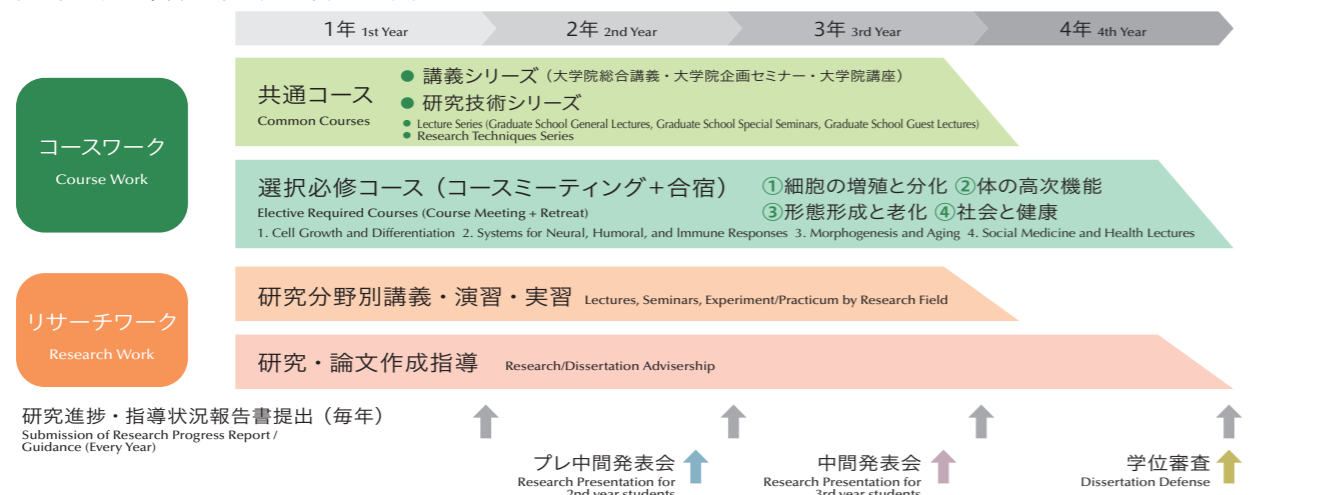 1年 1st Year
2年 2nd Year
3年 3rd Year
4年 4th Year
コースワーク
Course Work
共通コース
Common Courses
● 講義シリーズ（大学院総合講義・大学院企画セミナー・大学院講座）
● 研究技術シリーズ
● Lecture Series (Graduate School General Lectures, Graduate School Special Seminars, Graduate School Guest Lectures)
● Research Techniques Series
選択必修コース（コースミーティング+合宿）
Elective Required Courses (Course Meeting + Retreat)
①細胞の増殖と分化 ②体の高次機能
③形態形成と老化 ④社会と健康
1. Cell Growth and Differentiation 2. Systems for Neural, Humoral, and Immune Responses 3. Morphogenesis and Aging 4. Social Medicine and Health Lectures
リサーチワーク
Research Work
研究分野別講義・演習・実習 Lectures, Seminars, Experiment/Practicum by Research Field
研究・論文作成指導 Research/Dissertation Advisership
研究進捗・指導状況報告書提出（毎年）
Submission of Research Progress Report /
Guidance (Every Year)
プレ中間発表会
Research Presentation for
2nd year students
中間発表会
Research Presentation for
3rd year students
学位審査
Dissertation Defense